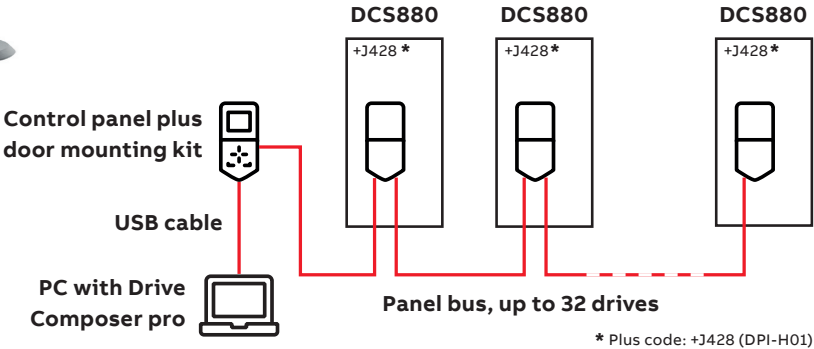 DCS880 DCS880 DCS880
+J428 * +J428* +J428*
Control panel plus
door mounting kit
USB cable
PC with Drive
Composer pro
Panel bus, up to 32 drives
* Plus code: +J428 (DPI-H01)